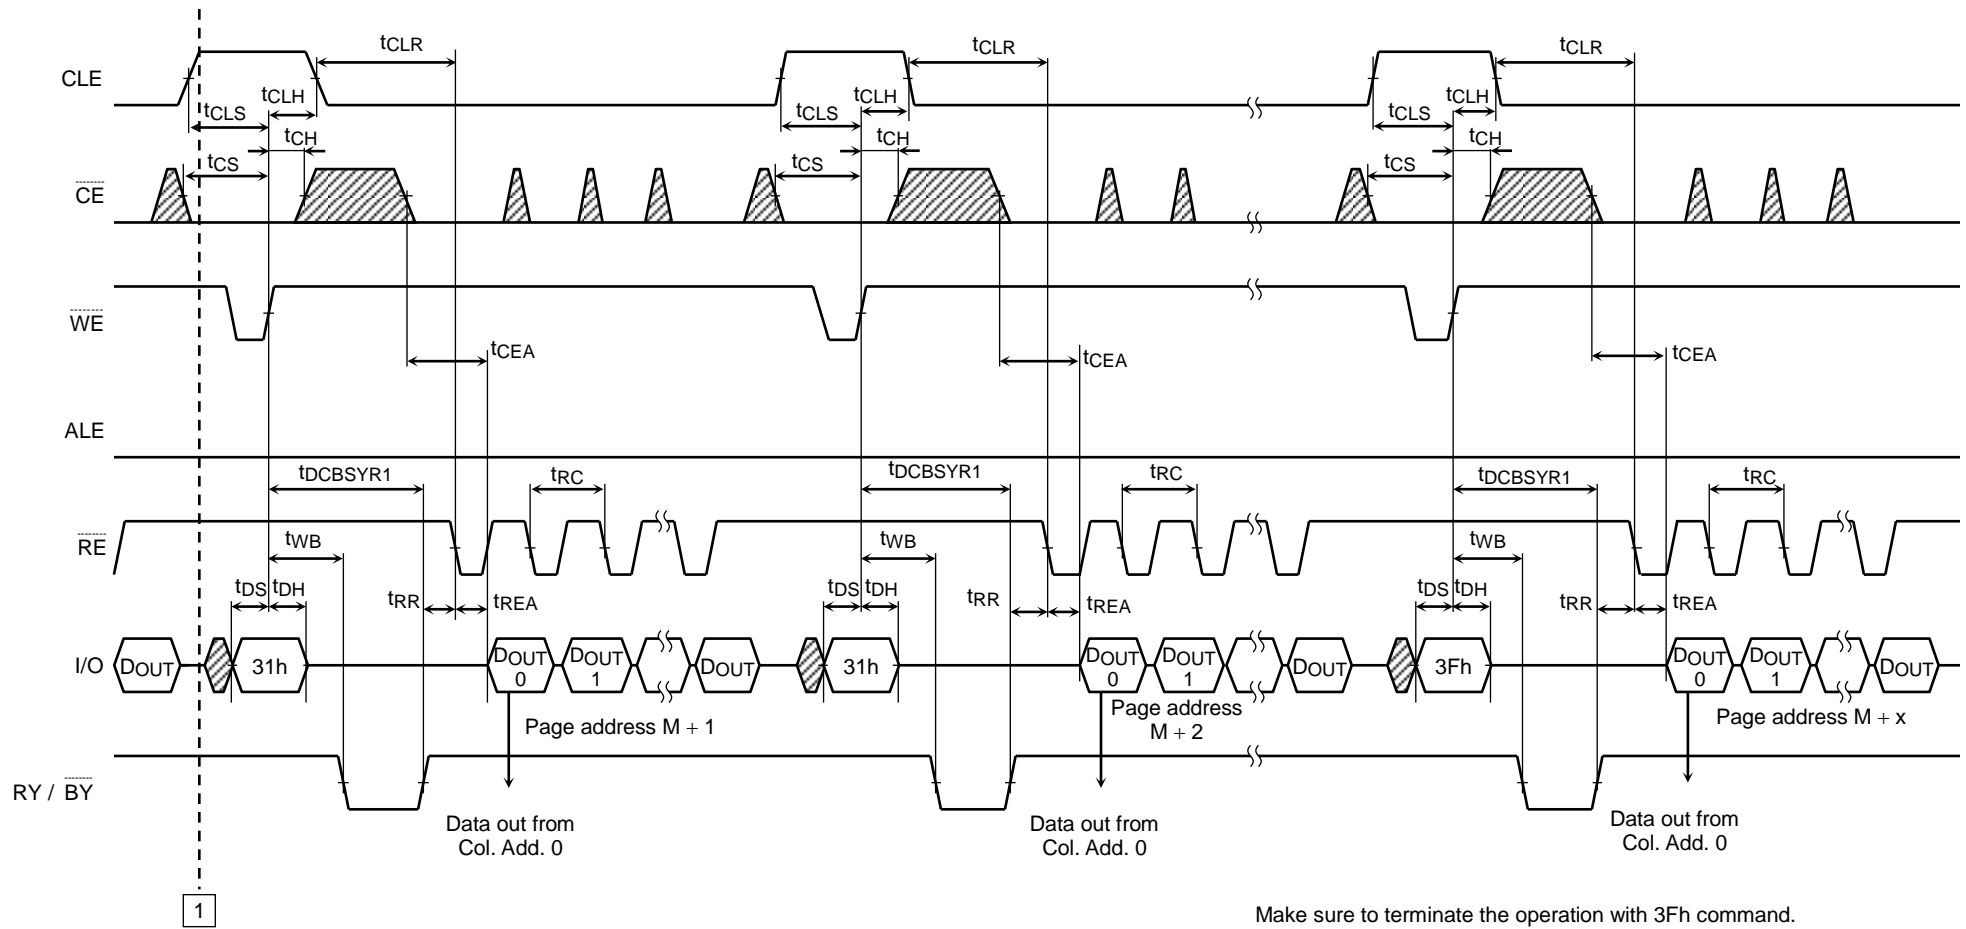 tCLR tCLR tCLR
CLE
tCLH tCLH tCLH
tCLS tCLS tCLS
tCH tCH tCH
tCS tCS tCS
CE
WE
tCEA tCEA tCEA
ALE
tDCBSYR1 tRC tDCBSYR1 tRC tDCBSYR1 tRC
RE
tWB tWB tWB
tDS tDH tDS tDH tDS tDH
tRR tREA tRR tREA tRR tREA
I/O DOUT 31h DOUT 0 DOUT 1 DOUT 31h DOUT 0 DOUT 1 DOUT 3Fh DOUT 0 DOUT 1 DOUT
Page address M + 1
Page address
M + 2
Page address M + x
RY / BY
Data out from
Col. Add. 0
Data out from
Col. Add. 0
Data out from
Col. Add. 0
1
Make sure to terminate the operation with 3Fh command.